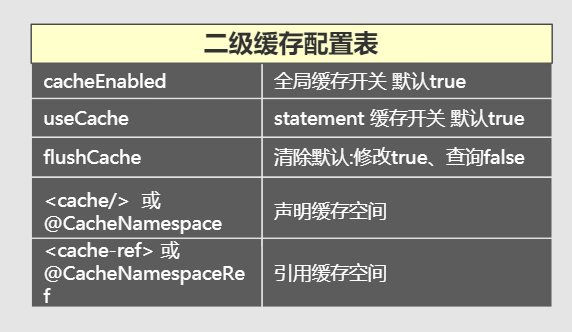 二级缓存配置表
cacheEnabled
全局缓存开关 默认true
useCache
statement 缓存开关 默认true
flushCache
清除默认:修改true、查询false
<cache/> 或
@CacheNamespace
声明缓存空间
<cache-ref> 或
@CacheNamespaceRe
f
引用缓存空间